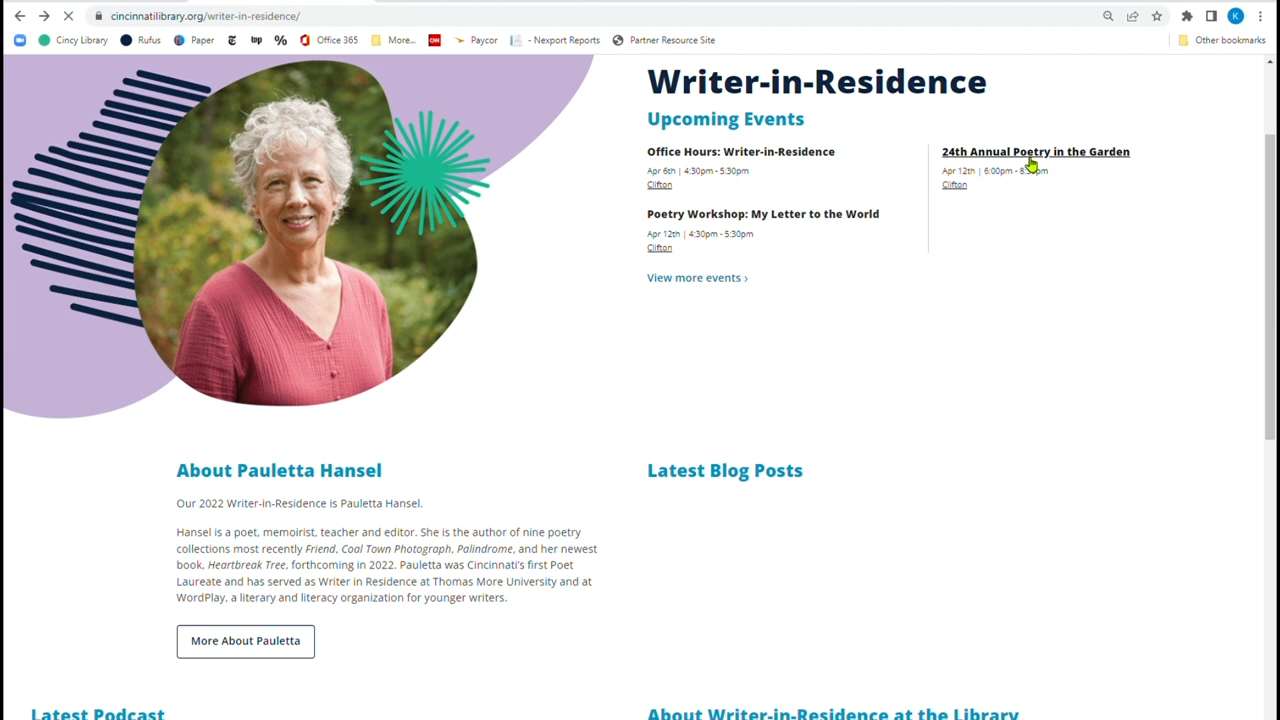 cincinnatilibrary.org/writer-in-residence/
K
Cincy Library
Rufus
Paper
wp
%
Office 365
More...
CNN
Paycor
- Nexport Reports
Partner Resource Site
Other bookmarks
Writer-in-Residence
Upcoming Events
Office Hours: Writer-in-Residence
Apr 6th | 4:30pm - 5:30pm
Clifton
Poetry Workshop: My Letter to the World
Apr 12th | 4:30pm - 5:30pm
Clifton
View more events ›
24th Annual Poetry in the Garden
Apr 12th | 6:00pm -
Clifton
About Pauletta Hansel
Our 2022 Writer-in-Residence is Pauletta Hansel.
Hansel is a poet, memoirist, teacher and editor. She is the author of nine poetry
collections most recently Friend, Coal Town Photograph, Palindrome, and her newest
book, Heartbreak Tree, forthcoming in 2022. Pauletta was Cincinnati's first Poet
Laureate and has served as Writer in Residence at Thomas More University and at
WordPlay, a literary and literacy organization for younger writers.
More About Pauletta
Latest Blog Posts
Latest Podcast
About Writer-in-Residence at the Library